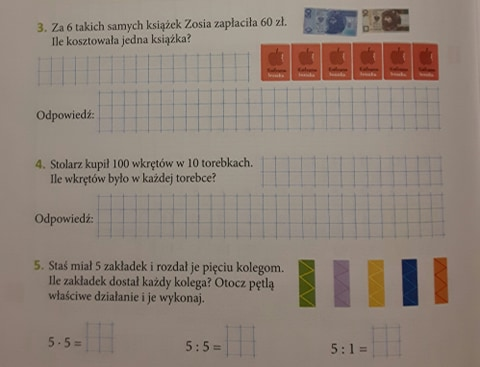 3. Za 6 takich samych książek Zosia zapłaciła 60 zł.
Ile kosztowała jedna książka?
Odpowiedź:
4. Stolarz kupił 100 wkrętów w 10 torebkach.
Ile wkrętów było w każdej torebce?
Odpowiedź:
5. Staś miał 5 zakładek i rozdał je pięciu kolegom.
Ile zakładek dostał każdy kolega? Otocz pętlą
właściwe działanie i je wykonaj.
5 · 5 =
5 : 5 =
5 : 1 =